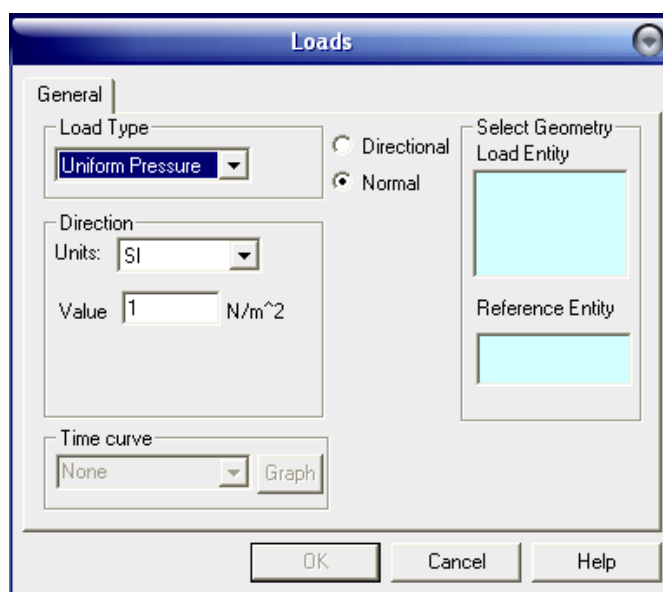 Loads
General
Load Type
Uniform Pressure
Directional
Normal
Direction
Units: SI
Value 1 N/m^2
Time curve
None Graph
Select Geometry
Load Entity
Reference Entity
OK Cancel Help